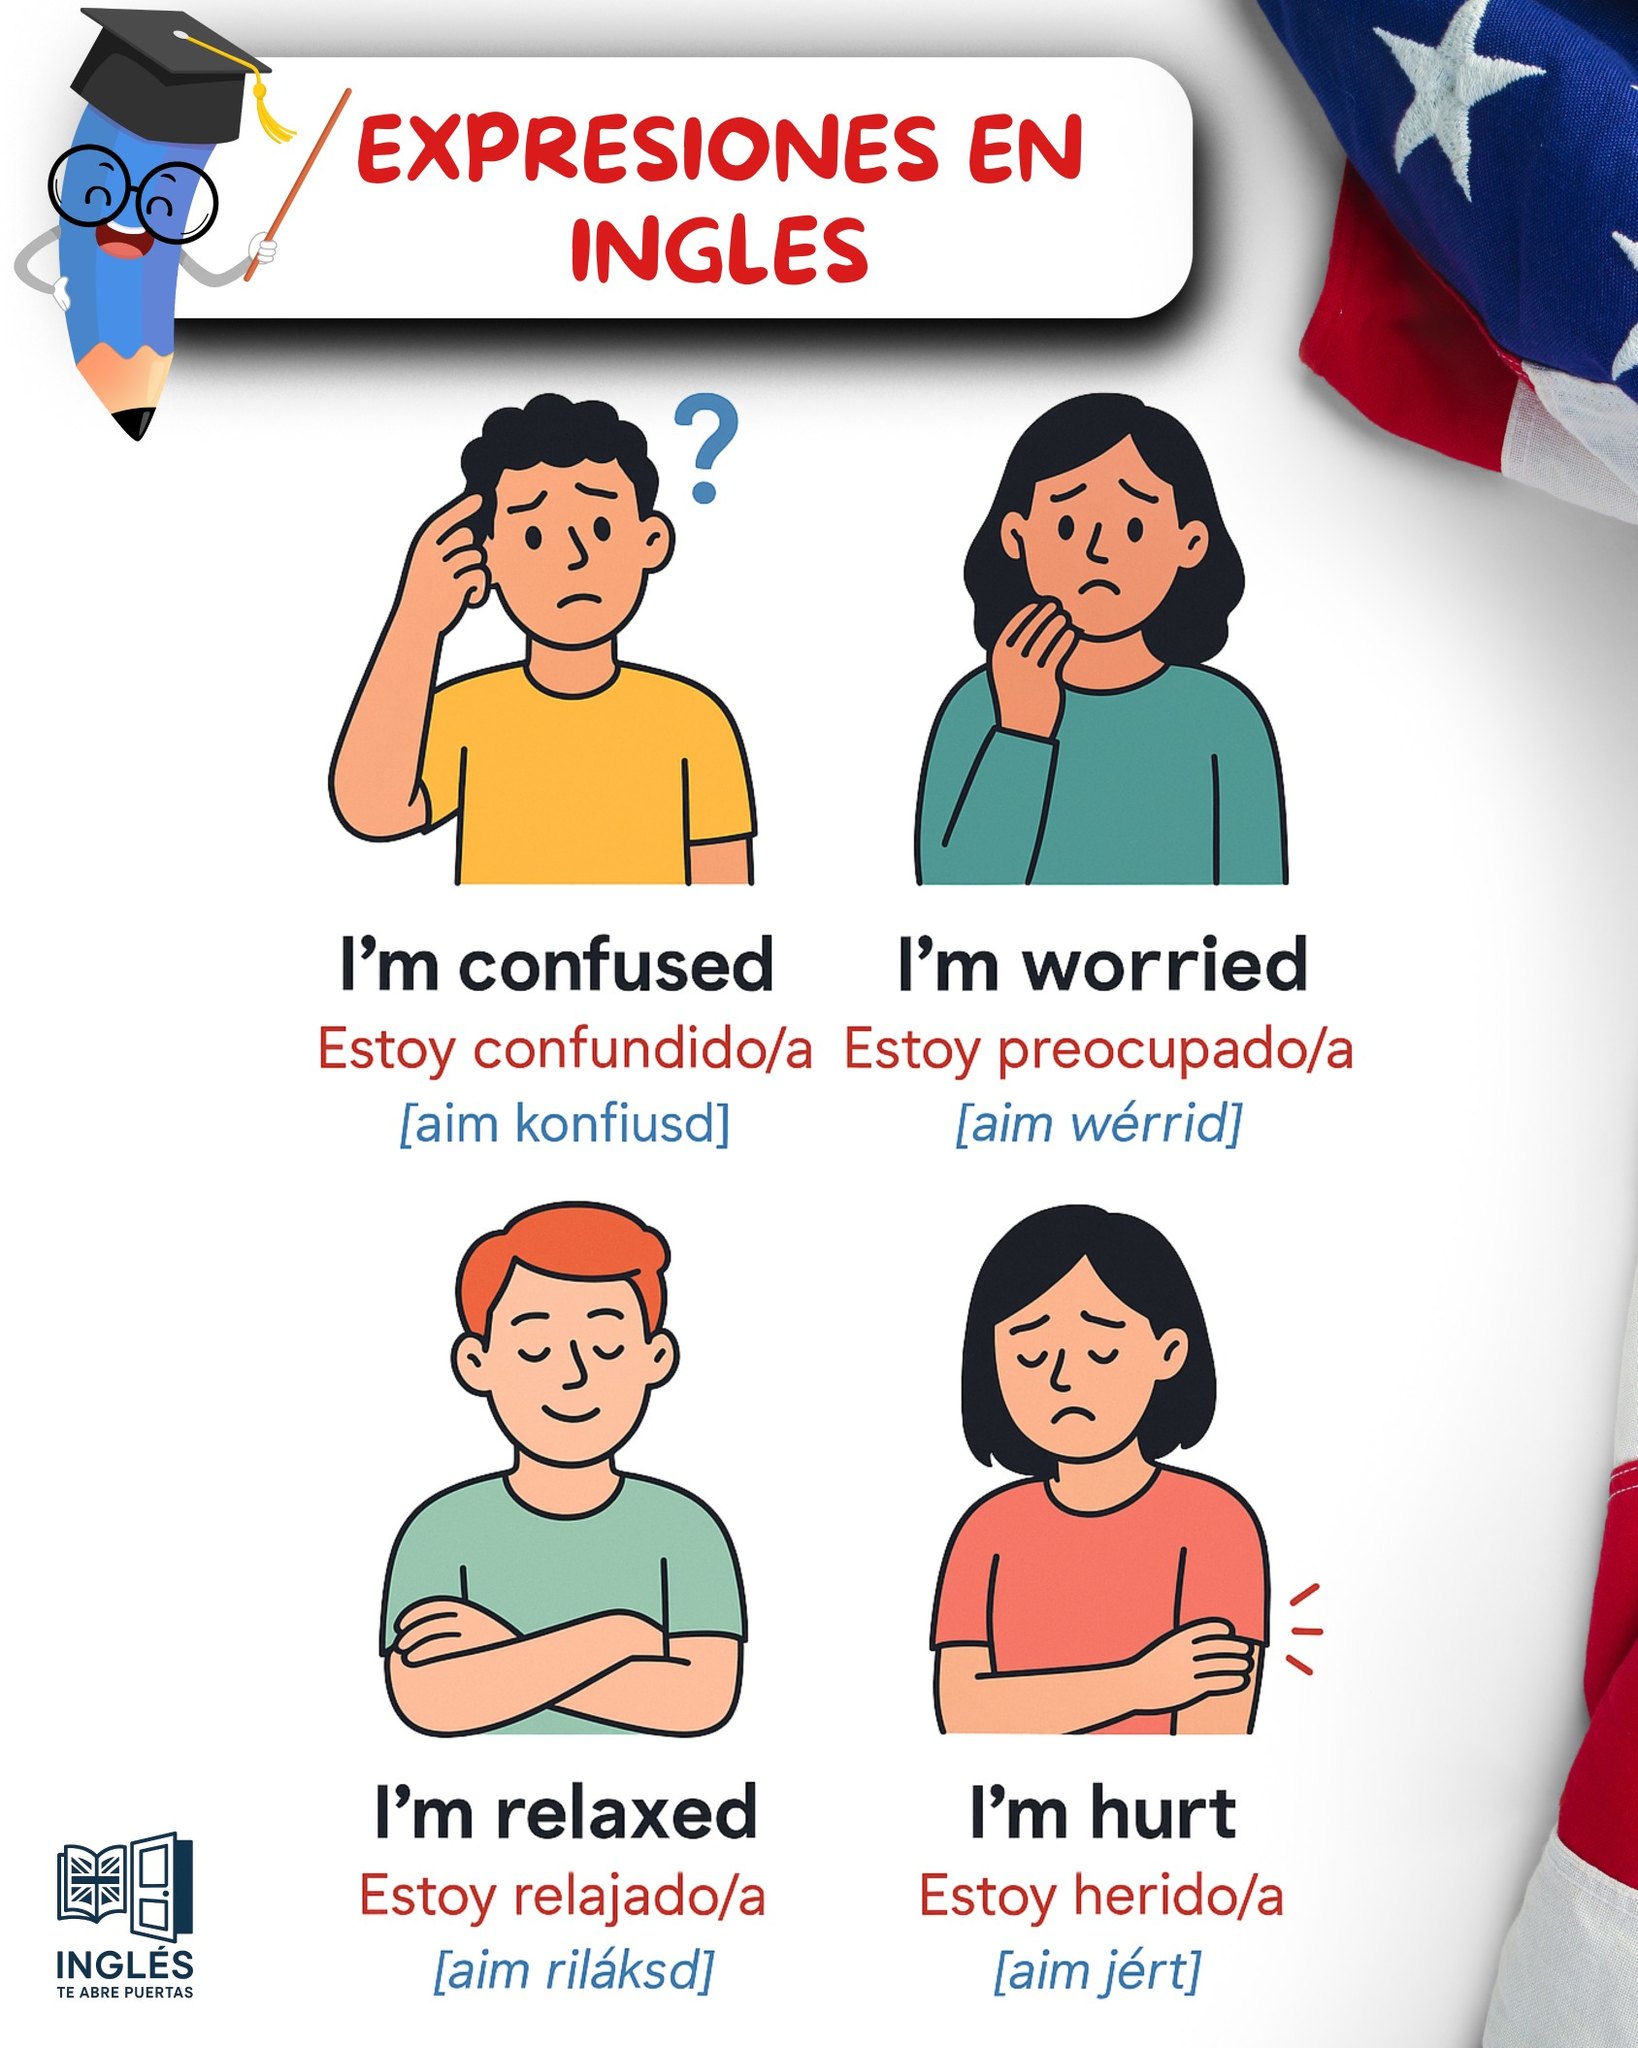 EXPRESIONES EN
INGLES
?
I'm confused
Estoy confundido/a
[aim konfiusd]
I'm worried
Estoy preocupado/a
[aim wérrid]
I'm relaxed
Estoy relajado/a
[aim riláksd]
I'm hurt
Estoy herido/a
[aim jért]
INGLÉS
TE ABRE PUERTAS